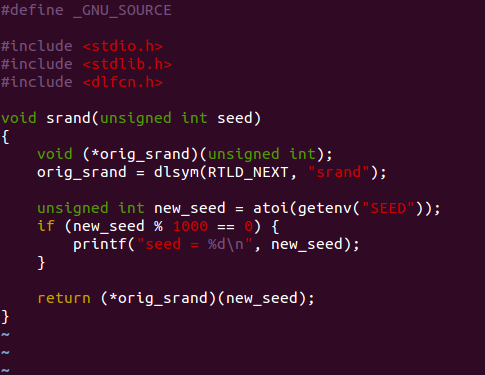 #define _GNU_SOURCE

#include <stdio.h>
#include <stdlib.h>
#include <dlfcn.h>

void srand(unsigned int seed)
{
    void (*orig_srand)(unsigned int);
    orig_srand = dlsym(RTLD_NEXT, "srand");

    unsigned int new_seed = atoi(getenv("SEED"));
    if (new_seed % 1000 == 0) {
        printf("seed = %d\n", new_seed);
    }

    return (*orig_srand)(new_seed);
}
~
~
~